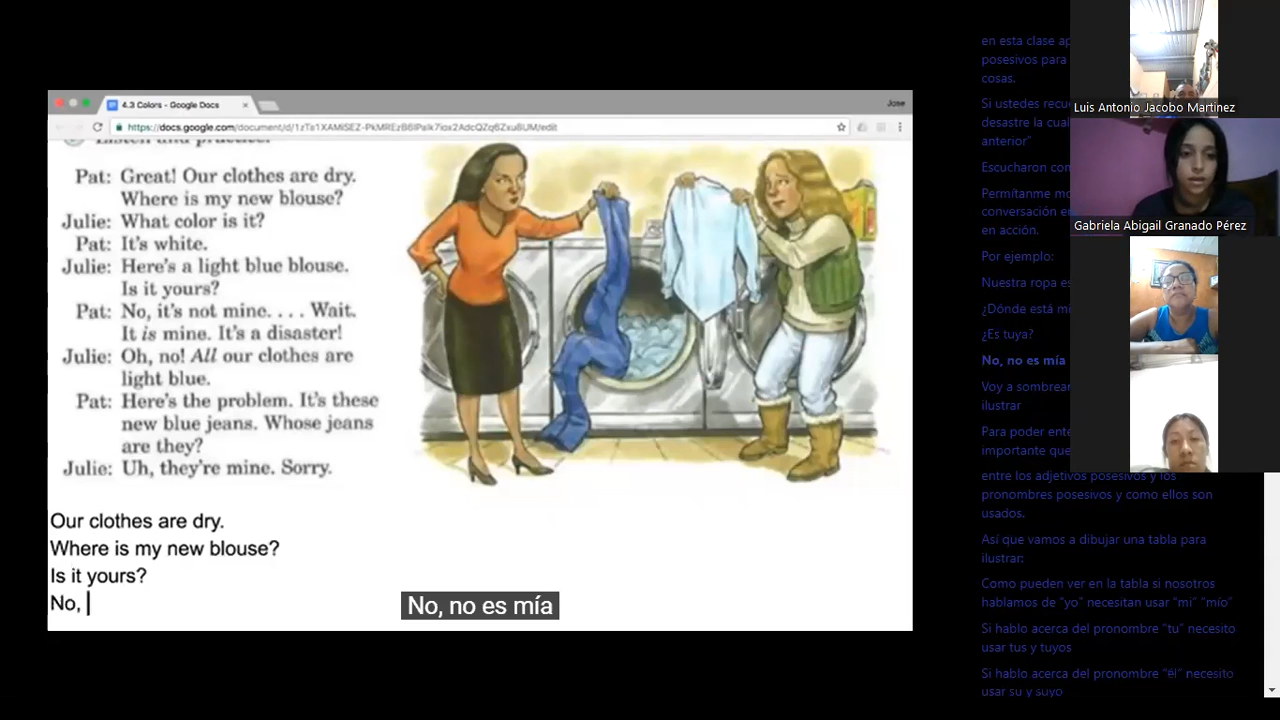 4.3 Colors - Google Docs
Jose
https://docs.google.com/document/d/
Listen and practice.
Pat: Great! Our clothes are dry.
Where is my new blouse?
Julie: What color is it?
Pat: It's white.
Julie: Here's a light blue blouse.
Is it yours?
Pat: No, it's not mine. . . . Wait.
It is mine. It's a disaster!
Julie: Oh, no! All our clothes are
light blue.
Pat: Here's the problem. It's these
new blue jeans. Whose jeans
are they?
Julie: Uh, they're mine. Sorry.
Our clothes are dry.
Where is my new blouse?
Is it yours?
No,
No, no es mía
en esta clase
posesivos para
cosas.
Si ustedes
desastre la cual
anterior"
Escucharon
Permítanme
conversación
en acción.
Por ejemplo:
Nuestra ropa
¿Dónde está
¿Es tuya?
No, no es mía
Voy a
ilustrar
Para poder
importante que
entre los adjetivos posesivos y los
pronombres posesivos y como ellos son
usados.
Así que vamos a dibujar una tabla para
ilustrar:
Como pueden ver en la tabla si nosotros
hablamos de "yo" necesitan usar "mi" "mío"
Si hablo acerca del pronombre "tu" necesito
usar tus y tuyos
Si hablo acerca del pronombre "él" necesito
usar su y suyo
Luis Antonio Jacobo Martinez
Gabriela Abigail Granado Pérez